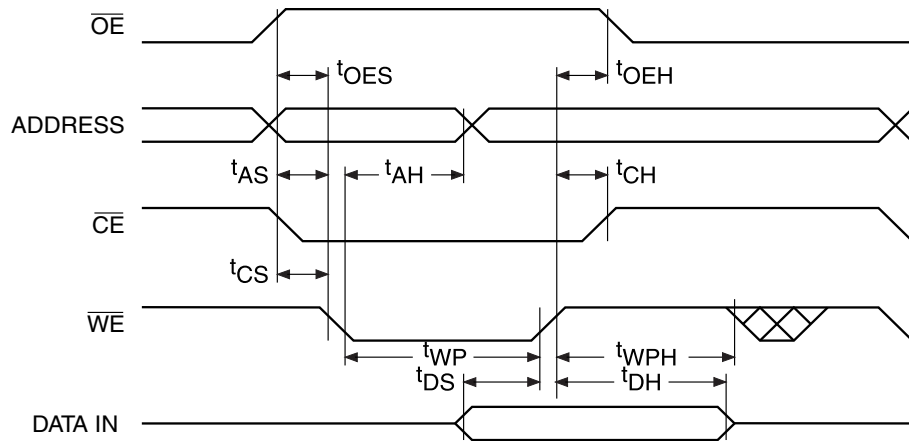 OE
tOES tOEH
ADDRESS
tAS tAH tCH
CE
tCS
WE
tWP tWPH
tDS tDH
DATA IN